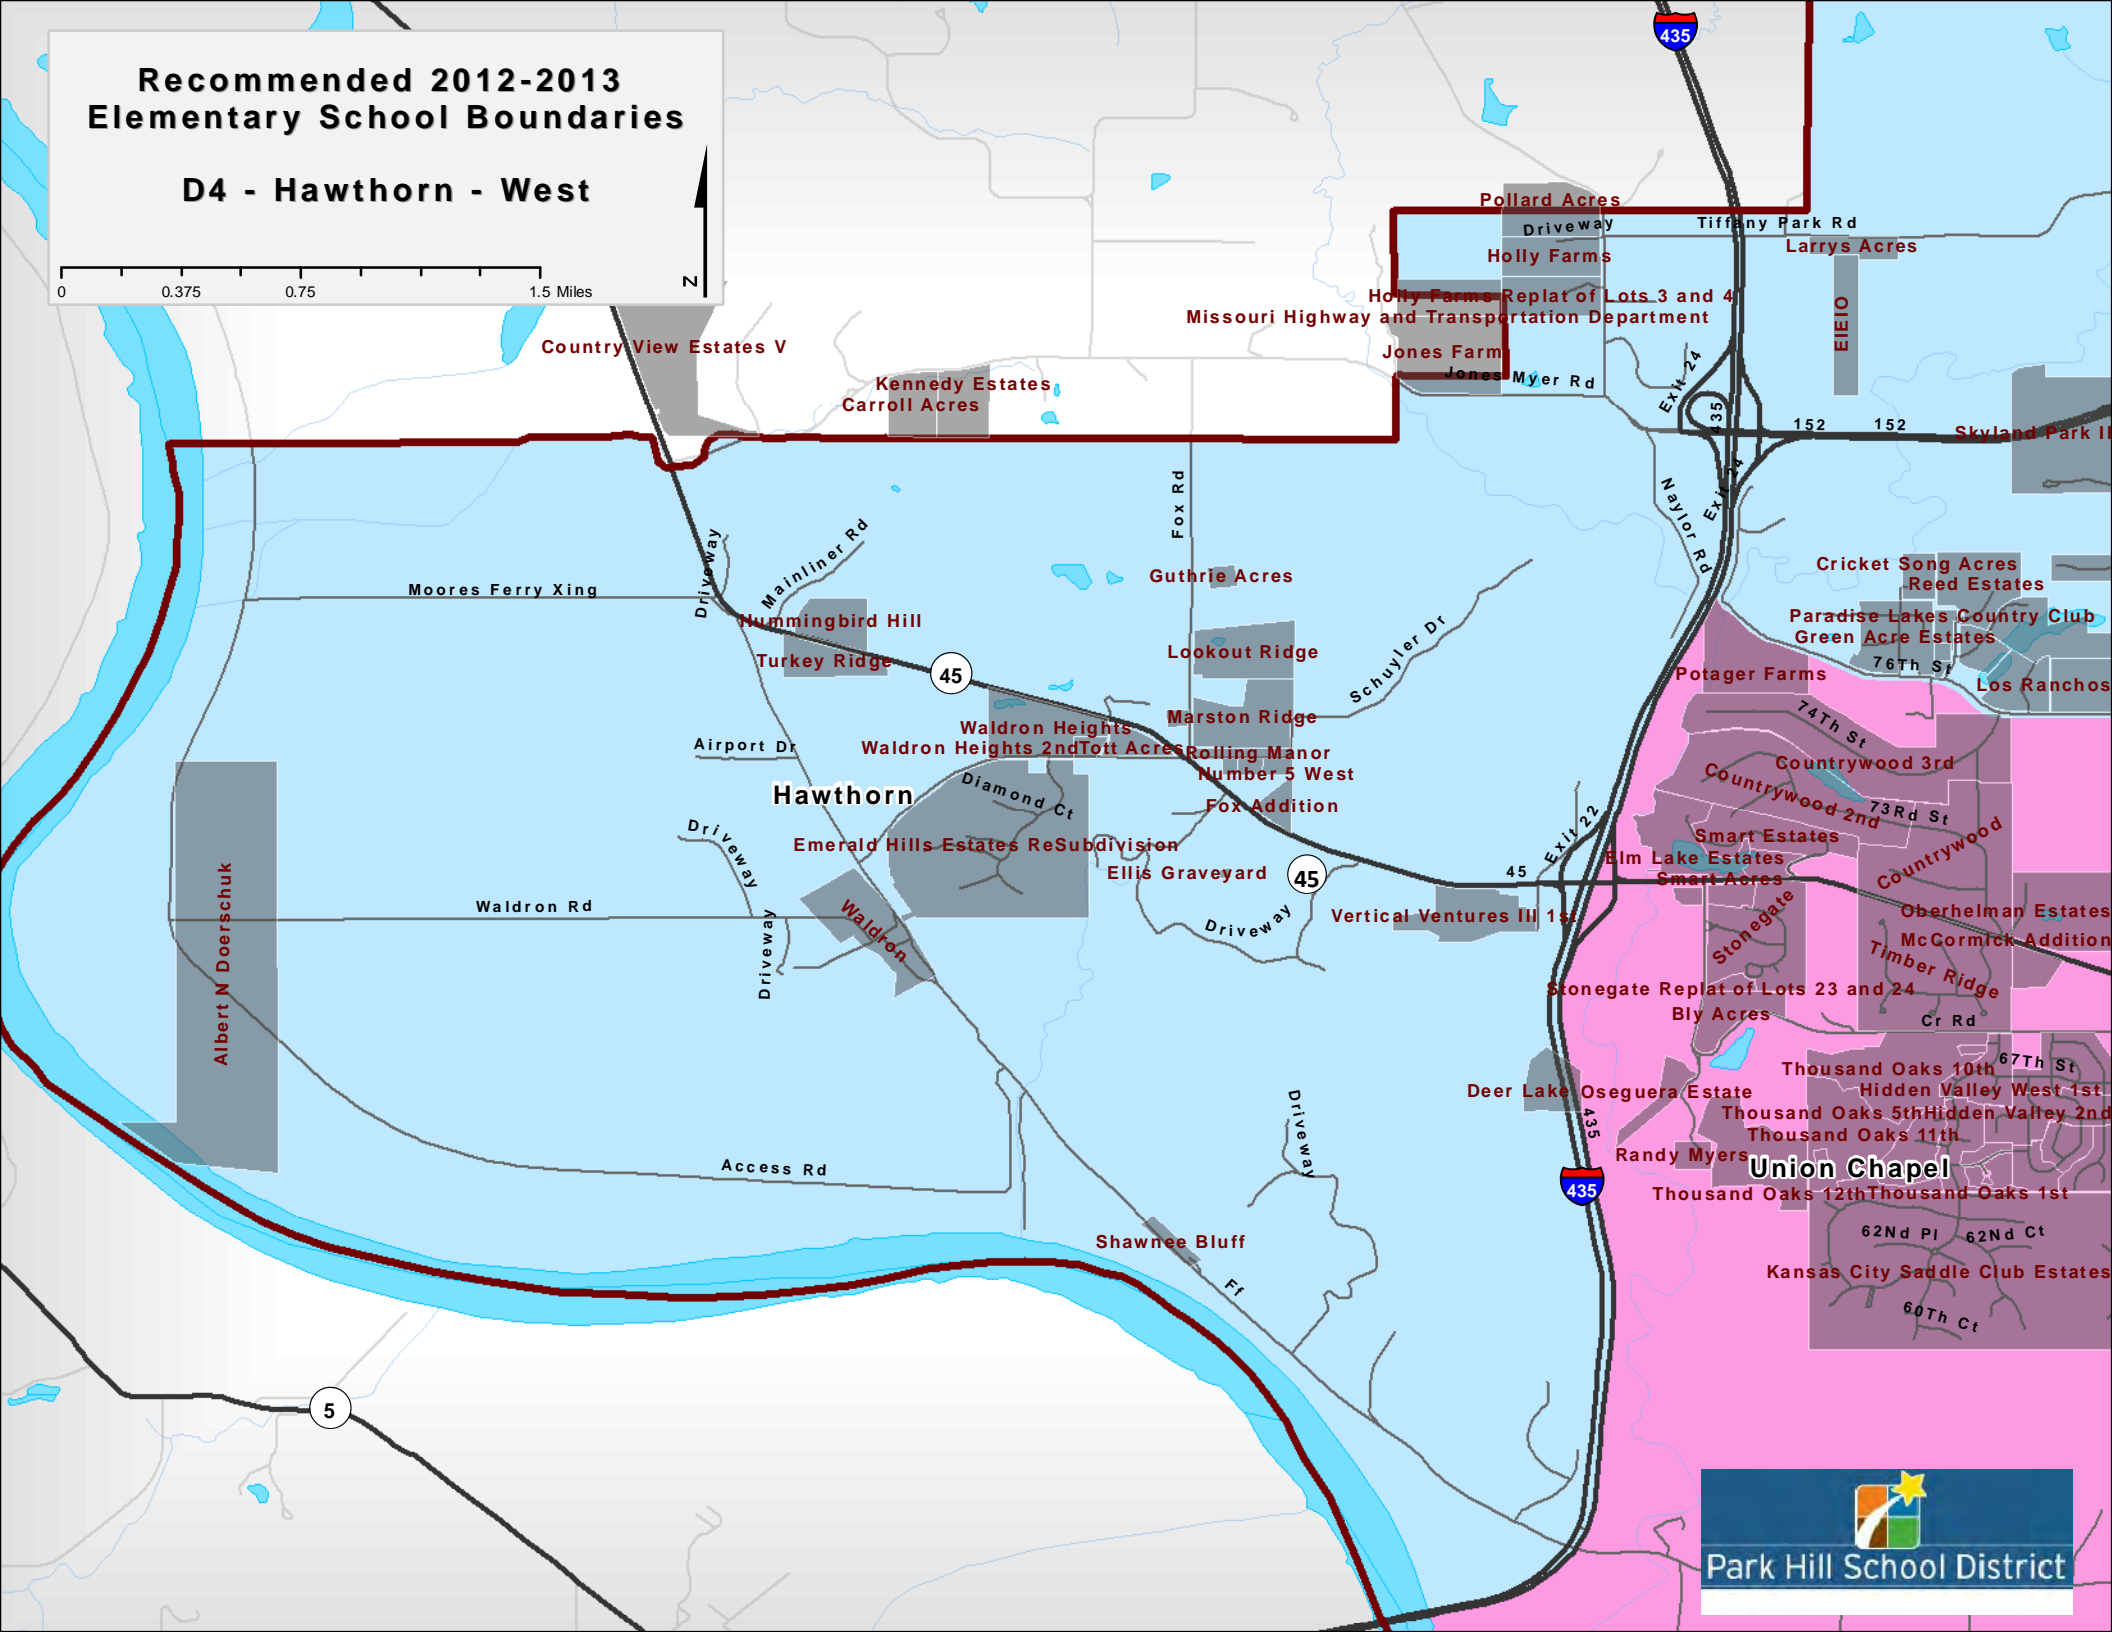 Recommended 2012-2013
Elementary School Boundaries
D4 - Hawthorn - West
0 0.375 0.75 1.5 Miles
N
435
Pollard Acres
Driveway
Tiffany Park Rd
Larrys Acres
Holly Farms
Holly Farms Replat of Lots 3 and 4
Missouri Highway and Transportation Department
EIEIO
Country View Estates V
Jones Farm
Jones Myer Rd
Exit 24
Kennedy Estates
Carroll Acres
435
152
152
Skyland Park II
Exit 24
Naylor Rd
Fox Rd
Driveway
Mainliner Rd
Moores Ferry Xing
Guthrie Acres
Cricket Song Acres
Reed Estates
Hummingbird Hill
Paradise Lakes Country Club
Green Acre Estates
Turkey Ridge
45
Lookout Ridge
Schuyler Dr
76Th St
Potager Farms
Los Ranchos
Waldron Heights
Marston Ridge
74Th St
Airport Dr
Waldron Heights 2nd
Tott Acres
Rolling Manor
Number 5 West
Countrywood 3rd
Hawthorn
Diamond Ct
Countrywood 2nd
Fox Addition
73Rd St
Exit 22
Driveway
Emerald Hills Estates ReSubdivision
Smart Estates
Countrywood
Elm Lake Estates
Ellis Graveyard
45
45
Smart Acres
Albert N Doerschuk
Waldron Rd
Driveway
Waldron
Driveway
Vertical Ventures III 1st
Stonegate
Oberhelman Estates
McCormick Addition
Timber Ridge
Stonegate Replat of Lots 23 and 24
Bly Acres
Cr Rd
67Th St
Thousand Oaks 10th
Deer Lake
Oseguera Estate
Hidden Valley West 1st
Thousand Oaks 5th
Hidden Valley 2nd
435
Driveway
Thousand Oaks 11th
Randy Myers
Union Chapel
Access Rd
435
Thousand Oaks 12th
Thousand Oaks 1st
Shawnee Bluff
62Nd Pl
62Nd Ct
Ff
Kansas City Saddle Club Estates
60Th Ct
5
Park Hill School District